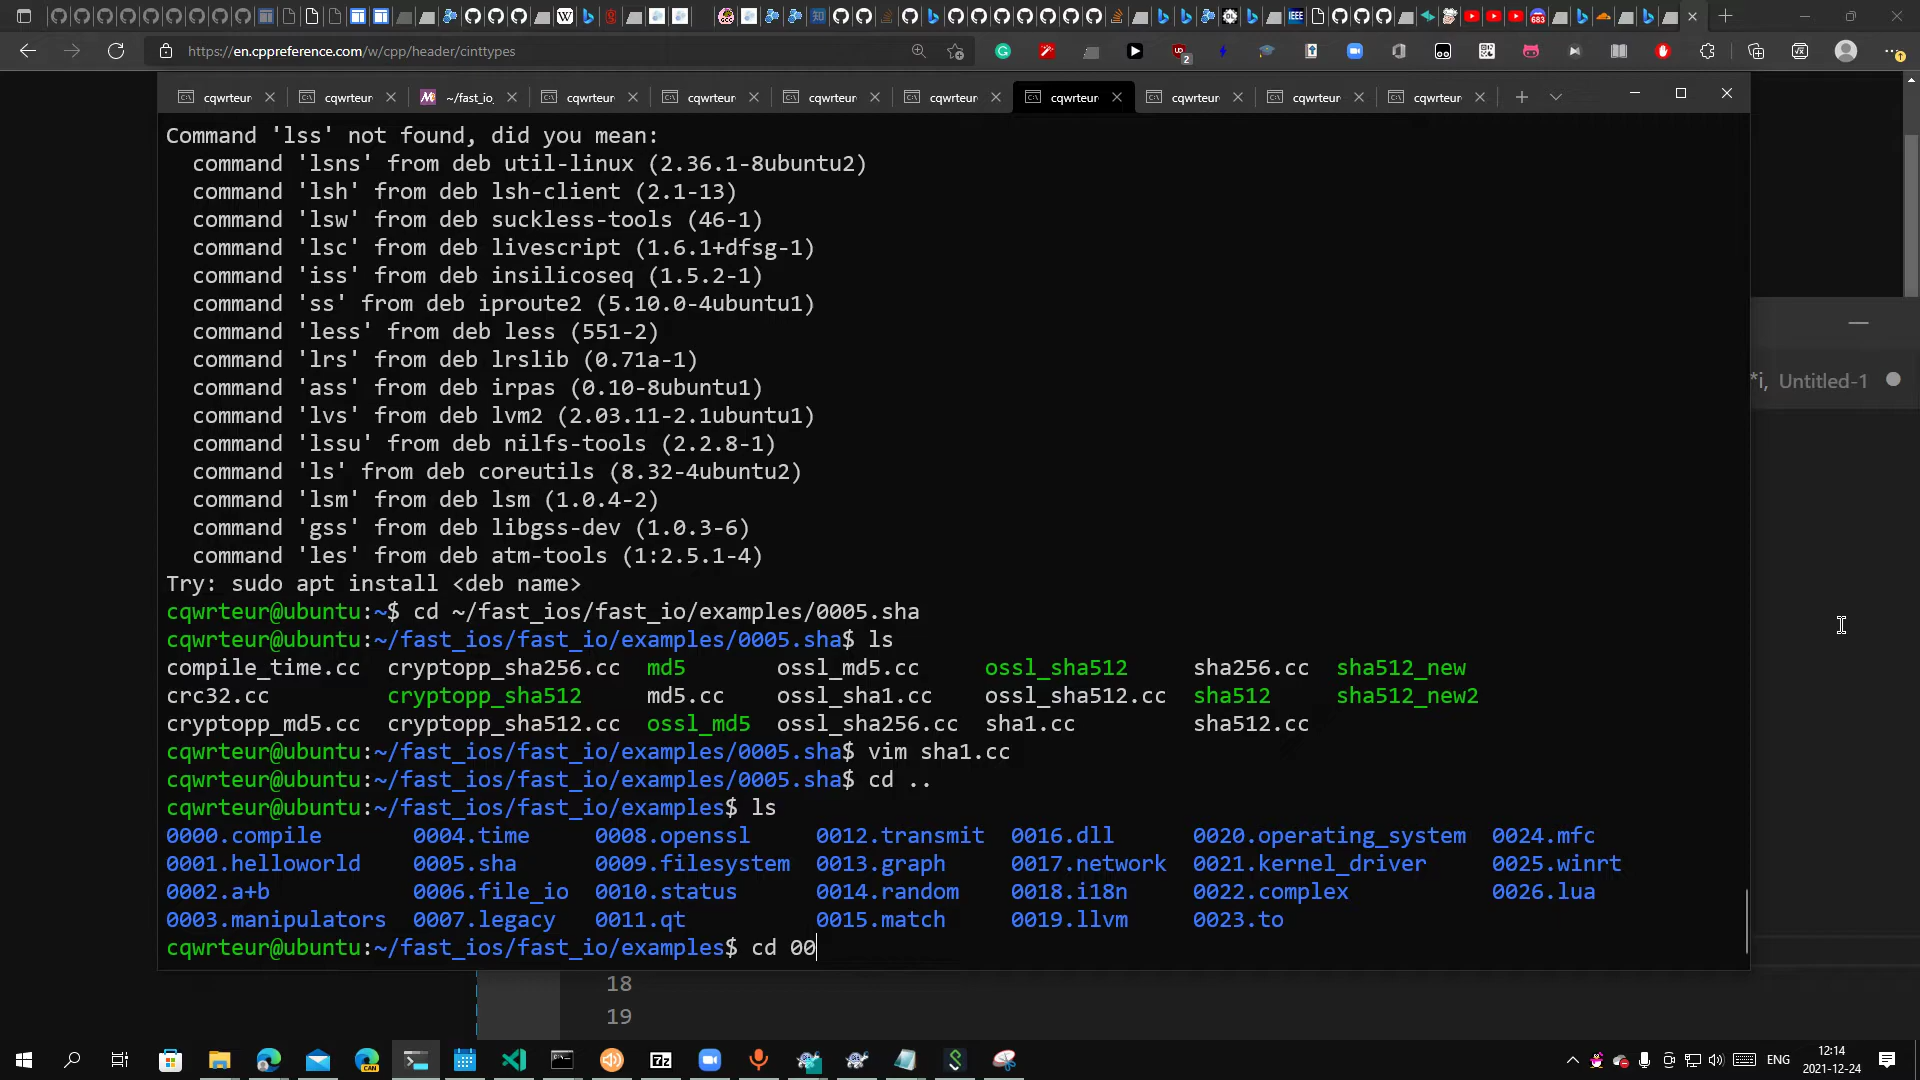 https://en.cppreference.com/w/cpp/header/cinttypes
cqwrteur cqwrteur ~/fast_io, cqwrteur cqwrteur cqwrteur cqwrteur cqwrteur cqwrteur cqwrteur cqwrteur
Command 'lss' not found, did you mean:
command 'lsns' from deb util-linux (2.36.1-8ubuntu2)
command 'lsh' from deb lsh-client (2.1-13)
command 'lsw' from deb suckless-tools (46-1)
command 'lsc' from deb livescript (1.6.1+dfsg-1)
command 'iss' from deb insilicoseq (1.5.2-1)
command 'ss' from deb iproute2 (5.10.0-4ubuntu1)
command 'less' from deb less (551-2)
command 'lrs' from deb lrslib (0.71a-1)
command 'ass' from deb irpas (0.10-8ubuntu1)
*i, Untitled-1
command 'lvs' from deb lvm2 (2.03.11-2.1ubuntu1)
command 'lssu' from deb nilfs-tools (2.2.8-1)
command 'ls' from deb coreutils (8.32-4ubuntu2)
command 'lsm' from deb lsm (1.0.4-2)
command 'gss' from deb libgss-dev (1.0.3-6)
command 'les' from deb atm-tools (1:2.5.1-4)
Try: sudo apt install <deb name>
cqwrteur@ubuntu:~$ cd ~/fast_ios/fast_io/examples/0005.sha
cqwrteur@ubuntu:~/fast_ios/fast_io/examples/0005.sha$ ls
compile_time.cc cryptopp_sha256.cc md5 ossl_md5.cc ossl_sha512 sha256.cc sha512_new
crc32.cc cryptopp_sha512 md5.cc ossl_sha1.cc ossl_sha512.cc sha512 sha512_new2
cryptopp_md5.cc cryptopp_sha512.cc ossl_md5 ossl_sha256.cc sha1.cc sha512.cc
cqwrteur@ubuntu:~/fast_ios/fast_io/examples/0005.sha$ vim sha1.cc
cqwrteur@ubuntu:~/fast_ios/fast_io/examples/0005.sha$ cd ..
cqwrteur@ubuntu:~/fast_ios/fast_io/examples$ ls
0000.compile 0004.time 0008.openssl 0012.transmit 0016.dll 0020.operating_system 0024.mfc
0001.helloworld 0005.sha 0009.filesystem 0013.graph 0017.network 0021.kernel_driver 0025.winrt
0002.a+b 0006.file_io 0010.status 0014.random 0018.i18n 0022.complex 0026.lua
0003.manipulators 0007.legacy 0011.qt 0015.match 0019.llvm 0023.to
cqwrteur@ubuntu:~/fast_ios/fast_io/examples$ cd 00
18
19
ENG
12:14
2021-12-24